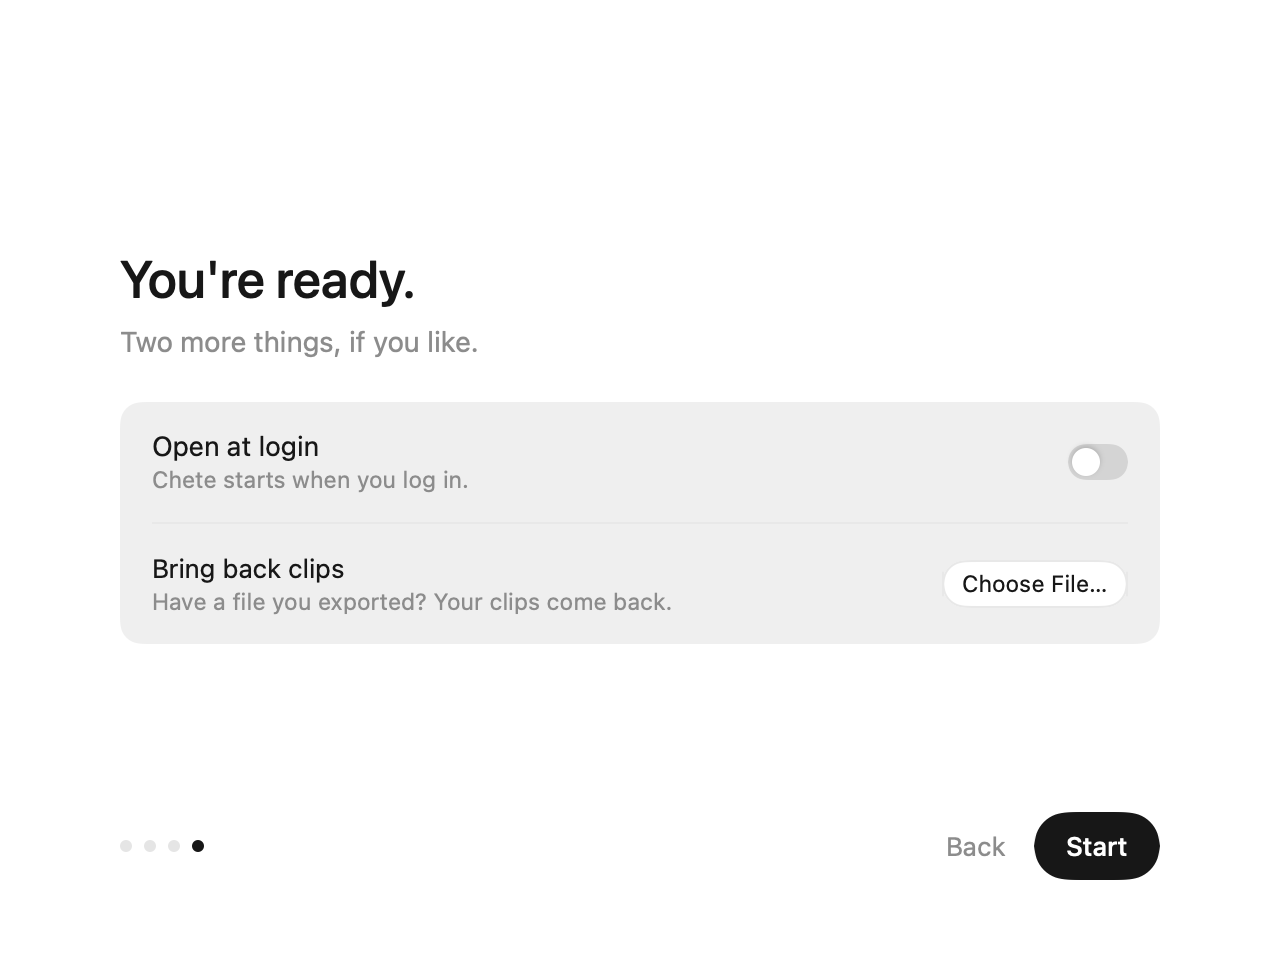 You're ready.
Two more things, if you like.
Open at login
Chete starts when you log in.
Bring back clips
Have a file you exported? Your clips come back.
Choose File...
Back
Start